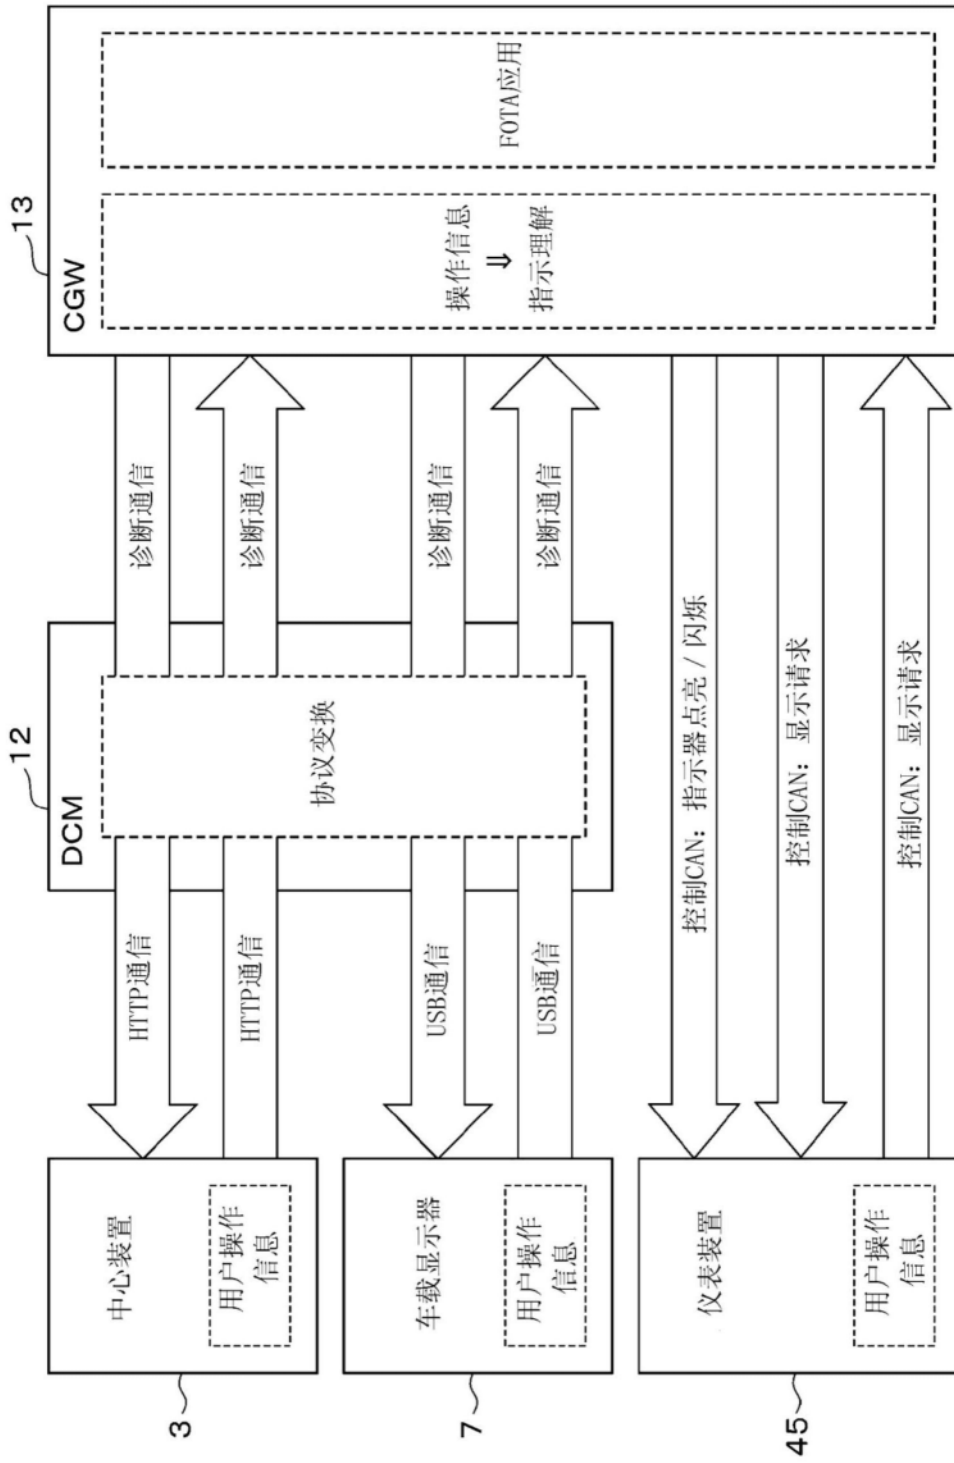 3
中心装置
用户操作
信息
HTTP通信
HTTP通信
12
DCM
协议变换
诊断通信
诊断通信
13
CGW
操作信息
⇓
指示理解
FOTA应用
7
车载显示器
用户操作
信息
USB通信
USB通信
诊断通信
诊断通信
45
仪表装置
用户操作
信息
控制CAN：指示器点亮/闪烁
控制CAN：显示请求
控制CAN：显示请求